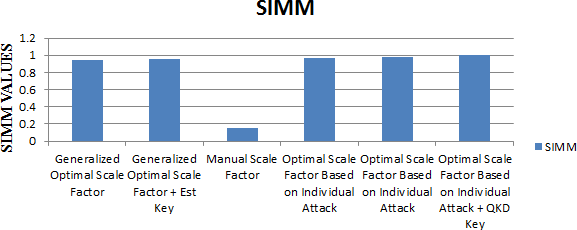 SIMM
SIMM VALUES
1.2
1
0.8
0.6
0.4
0.2
0
Generalized
Optimal Scale
Factor
Generalized
Optimal Scale
Factor + Est
Key
Manual Scale
Factor
Optimal Scale
Factor Based
on Individual
Attack
Optimal Scale
Factor Based
on Individual
Attack
Optimal Scale
Factor Based
on Individual
Attack + QKD
Key
SIMM